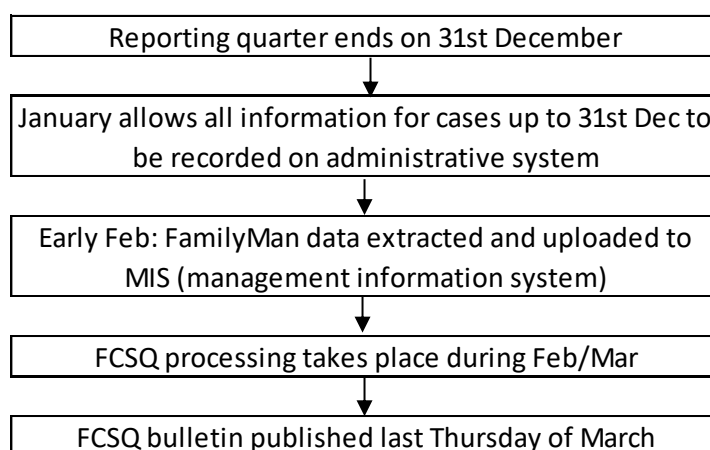 Reporting quarter ends on 31st December
January allows all information for cases up to 31st Dec to
be recorded on administrative system
Early Feb: FamilyMan data extracted and uploaded to
MIS (management information system)
FCSQ processing takes place during Feb/Mar
FCSQ bulletin published last Thursday of March